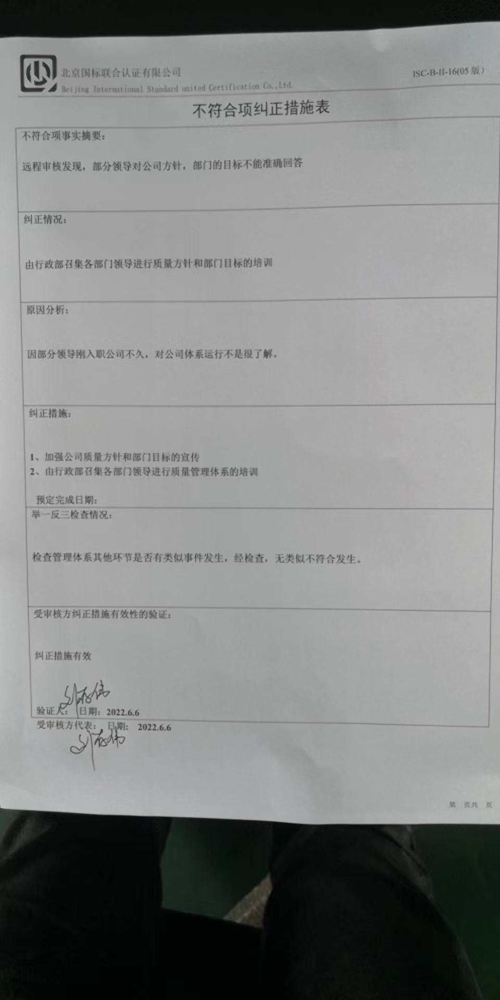 北京国标联合认证有限公司
Beijing International Standard united Certification Co.,Ltd.
ISC-B-II-16(05 版)
不符合项纠正措施表
不符合项事实摘要:
远程审核发现，部分领导对公司方针，部门的目标不能准确回答
纠正情况:
由行政部召集各部门领导进行质量方针和部门目标的培训
原因分析:
因部分领导刚入职公司不久，对公司体系运行不是很了解。
纠正措施:
1、加强公司质量方针和部门目标的宣传
2、由行政部召集各部门领导进行质量管理体系的培训
预定完成日期:
举一反三检查情况:
检查管理体系其他环节是否有类似事件发生，经检查，无类似不符合发生。
受审核方纠正措施有效性的验证:
纠正措施有效
刘存伟
验证人: 日期: 2022.6.6
受审核方代表: 日期: 2022.6.6
刘存伟
第 页共 页